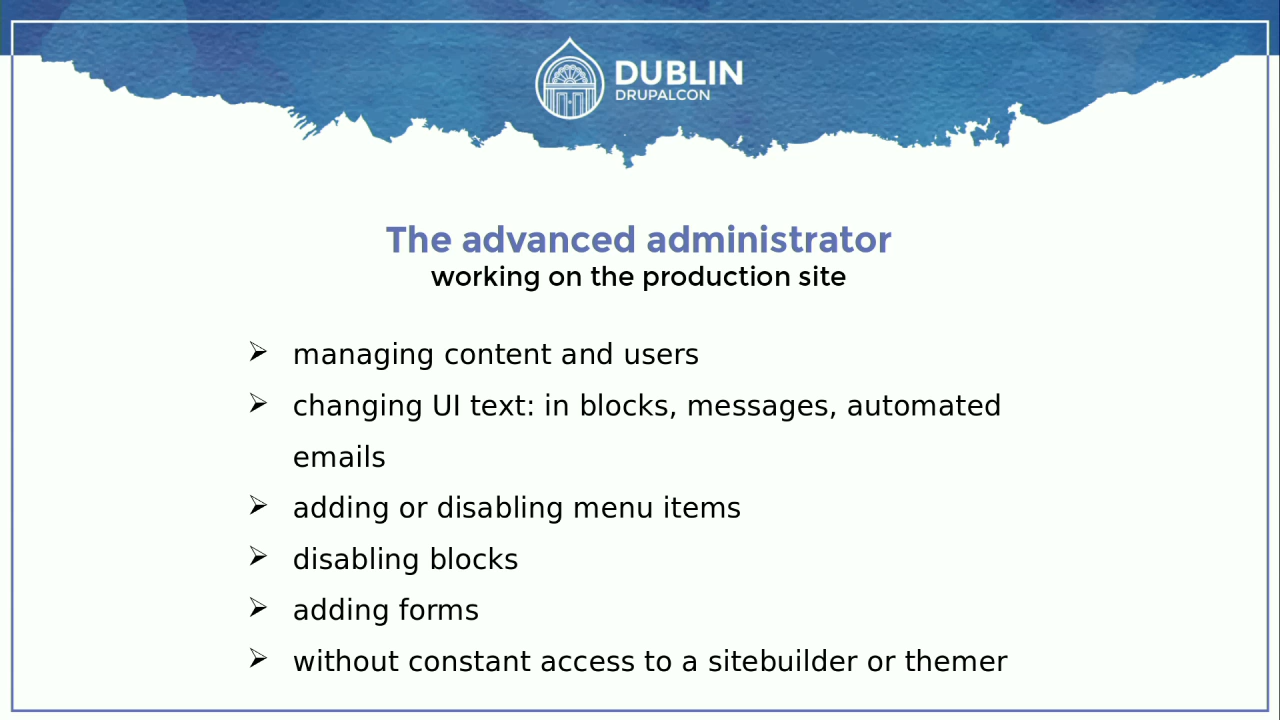 DUBLIN
DRUPALCON
The advanced administrator
working on the production site
managing content and users
changing UI text: in blocks, messages, automated
emails
adding or disabling menu items
disabling blocks
adding forms
without constant access to a sitebuilder or themer